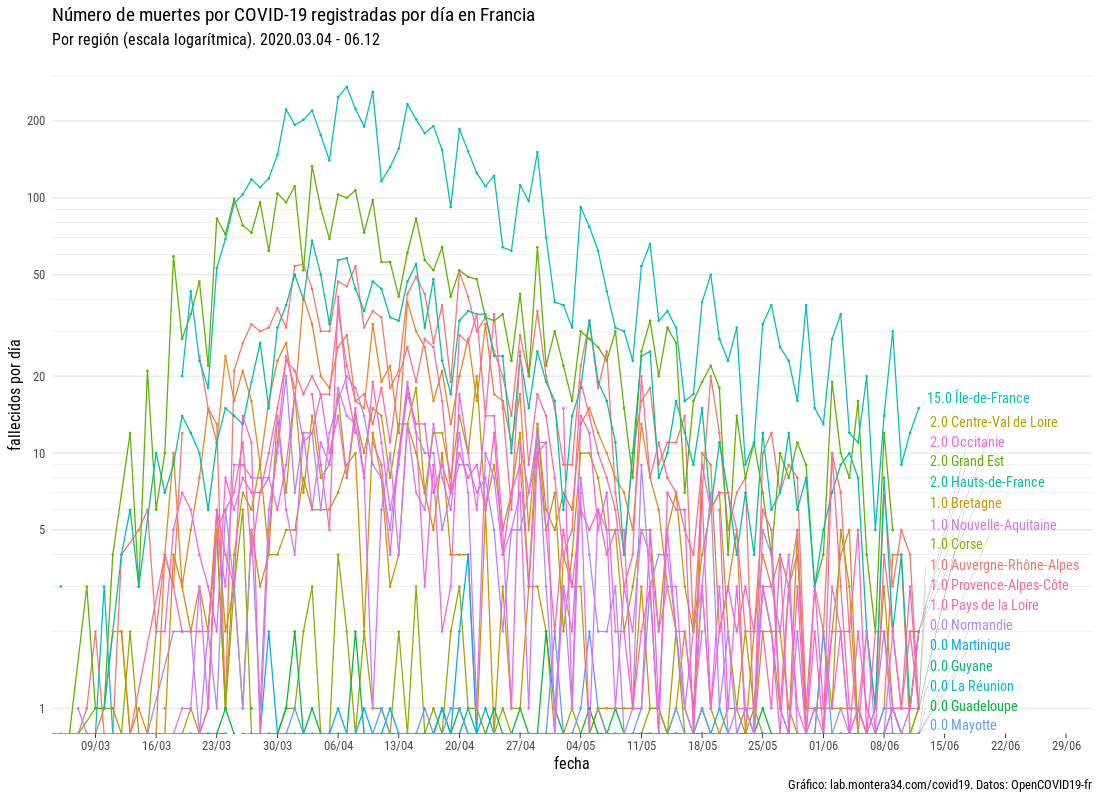 Número de muertes por COVID-19 registradas por día en Francia
Por región (escala logarítmica). 2020.03.04 - 06.12
fallecidos por día
200
100
50
20
10
5
1
15.0 Île-de-France
2.0 Centre-Val de Loire
2.0 Occitanie
2.0 Grand Est
2.0 Hauts-de-France
1.0 Bretagne
1.0 Nouvelle-Aquitaine
1.0 Corse
1.0 Auvergne-Rhône-Alpes
1.0 Provence-Alpes-Côte
1.0 Pays de la Loire
0.0 Normandie
0.0 Martinique
0.0 Guyane
0.0 La Réunion
0.0 Guadeloupe
0.0 Mayotte
09/03 16/03 23/03 30/03 06/04 13/04 20/04 27/04 04/05 11/05 18/05 25/05 01/06 08/06 15/06 22/06 29/06
fecha
Gráfico: lab.montera34.com/covid19. Datos: OpenCOVID19-fr